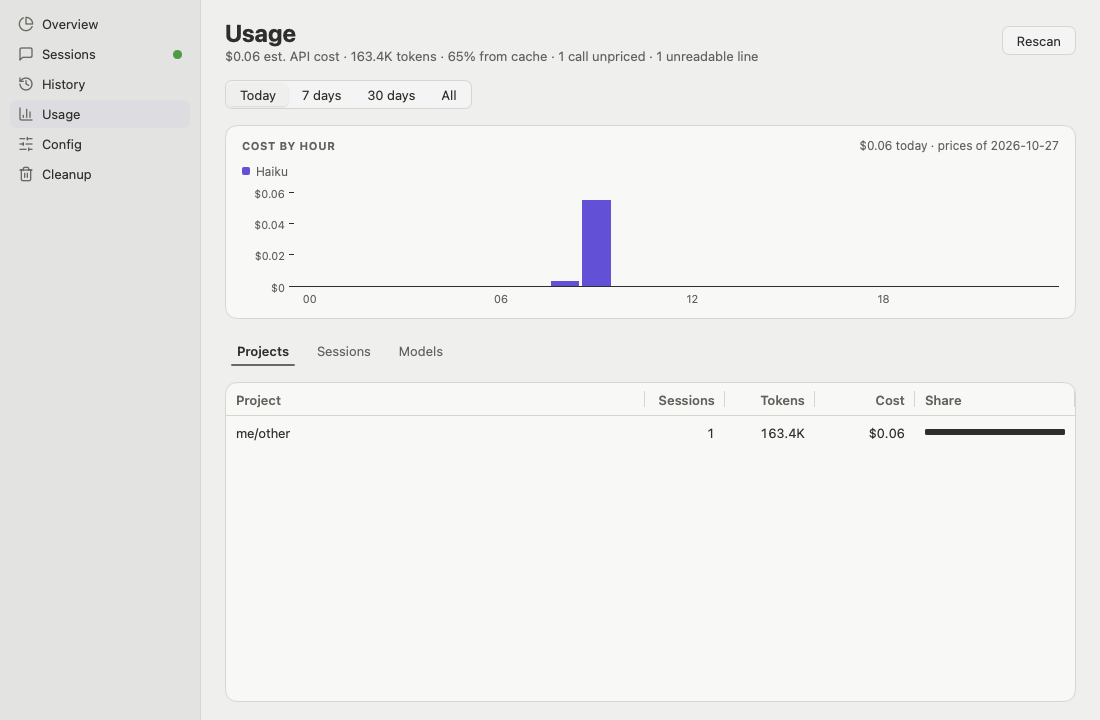 Overview
Sessions
History
Usage
Config
Cleanup
Usage
$0.06 est. API cost · 163.4K tokens · 65% from cache · 1 call unpriced · 1 unreadable line
Rescan
Today 7 days 30 days All
COST BY HOUR
$0.06 today · prices of 2026-10-27
Haiku
$0.06
$0.04
$0.02
$0
00 06 12 18
Projects Sessions Models
Project Sessions Tokens Cost Share
me/other 1 163.4K $0.06